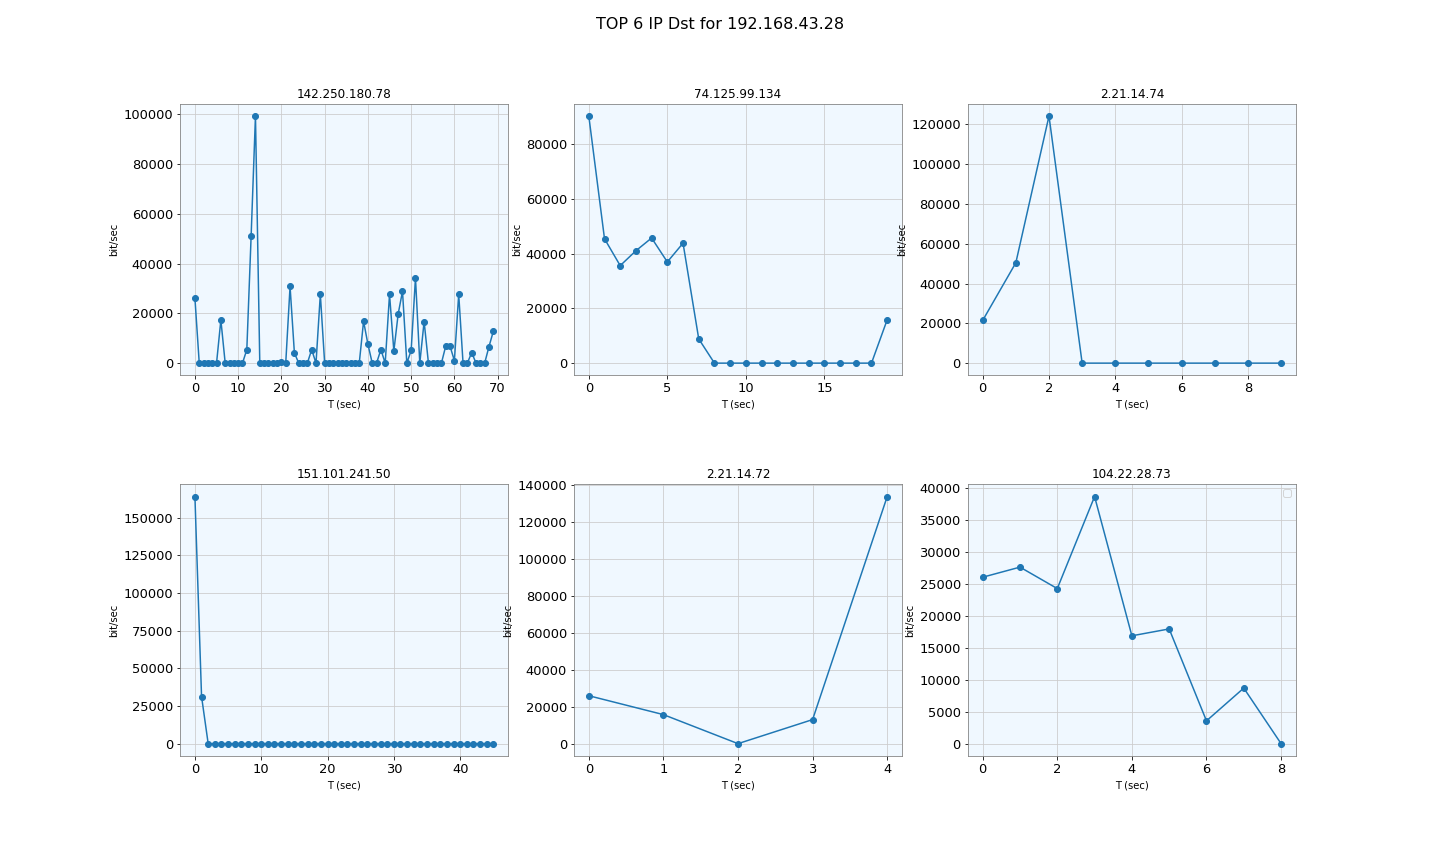 TOP 6 IP Dst for 192.168.43.28
142.250.180.78
100000
80000
60000
40000
20000
0
bit/sec
0 10 20 30 40 50 60 70
T (sec)
74.125.99.134
80000
60000
40000
20000
0
bit/sec
0 5 10 15
T (sec)
2.21.14.74
120000
100000
80000
60000
40000
20000
0
bit/sec
0 2 4 6 8
T (sec)
151.101.241.50
150000
125000
100000
75000
50000
25000
0
bit/sec
0 10 20 30 40
T (sec)
2.21.14.72
140000
120000
100000
80000
60000
40000
20000
0
bit/sec
0 1 2 3 4
T (sec)
104.22.28.73
40000
35000
30000
25000
20000
15000
10000
5000
0
bit/sec
0 2 4 6 8
T (sec)